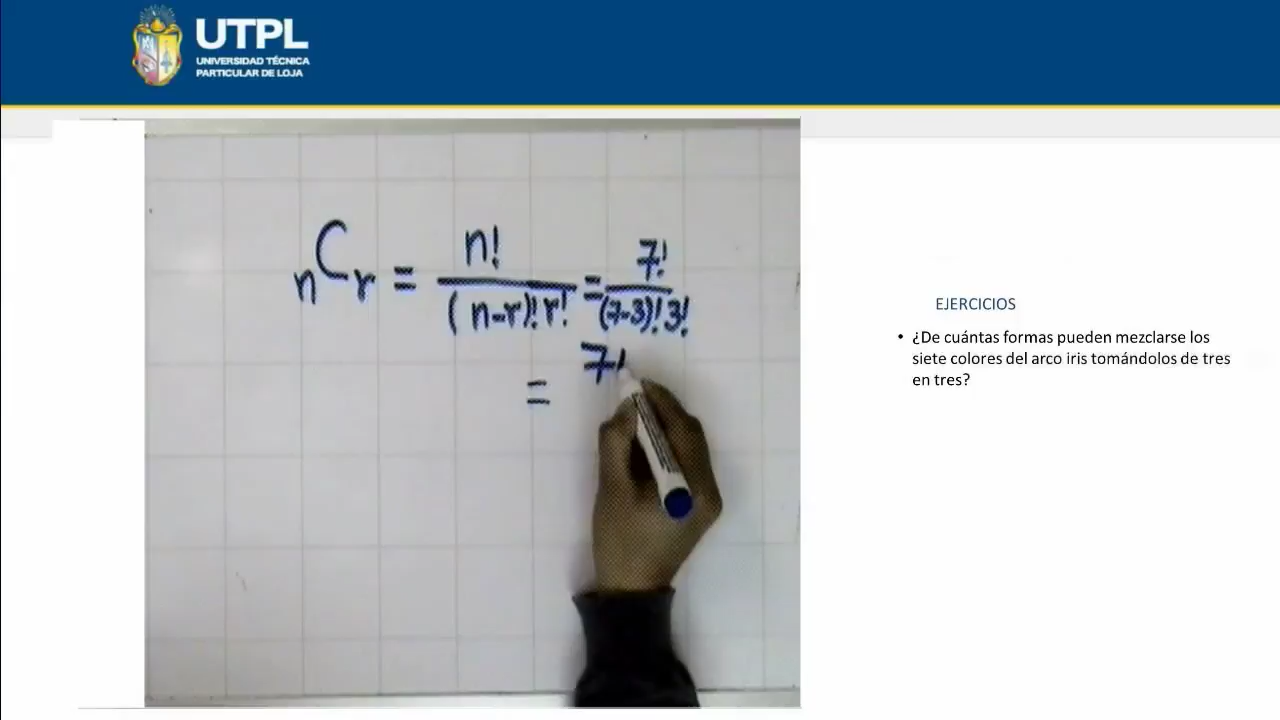 UTPL
UNIVERSIDAD TÉCNICA
PARTICULAR DE LOJA
nCr = n! / (n-r)! r! = 7! / (7-3)! 3!
= 7!
EJERCICIOS
• ¿De cuántas formas pueden mezclarse los
siete colores del arco iris tomándolos de tres
en tres?